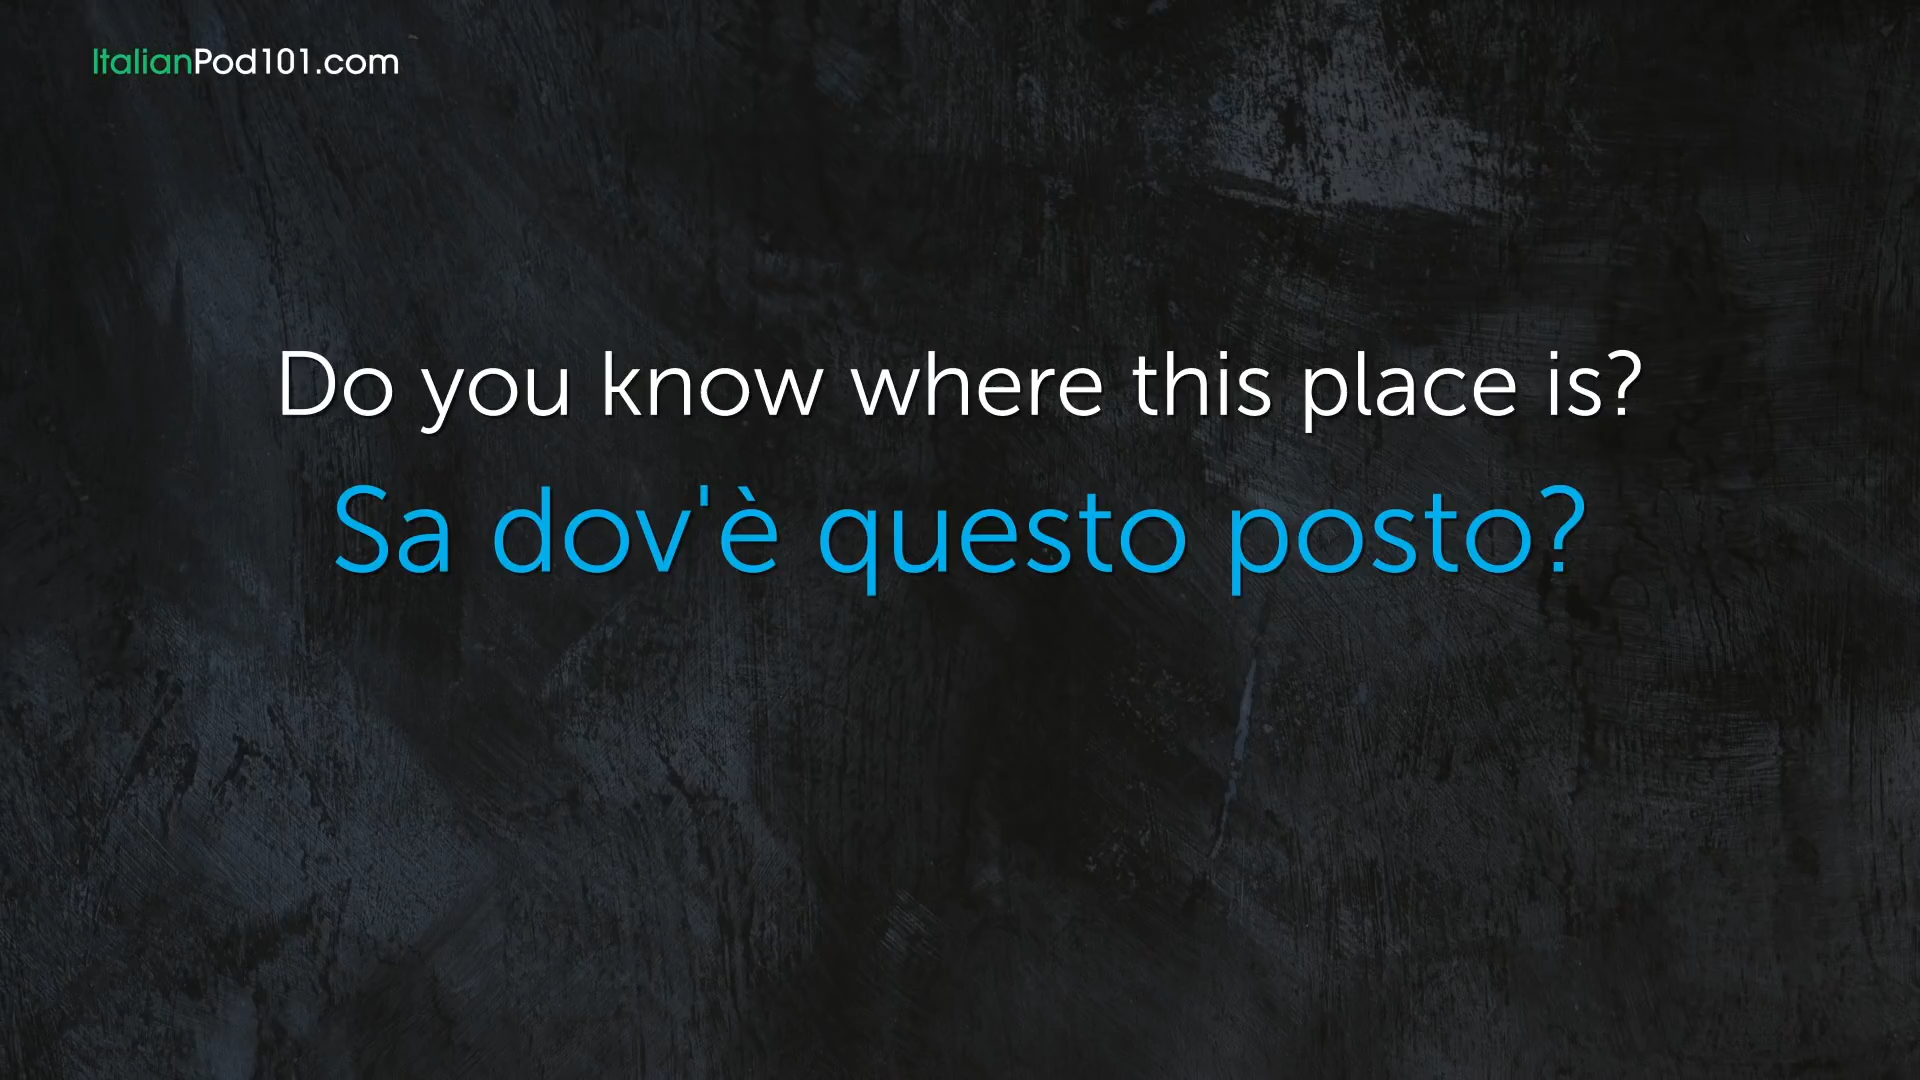 ItalianPod101.com
Do you know where this place is?
Sa dov'è questo posto?